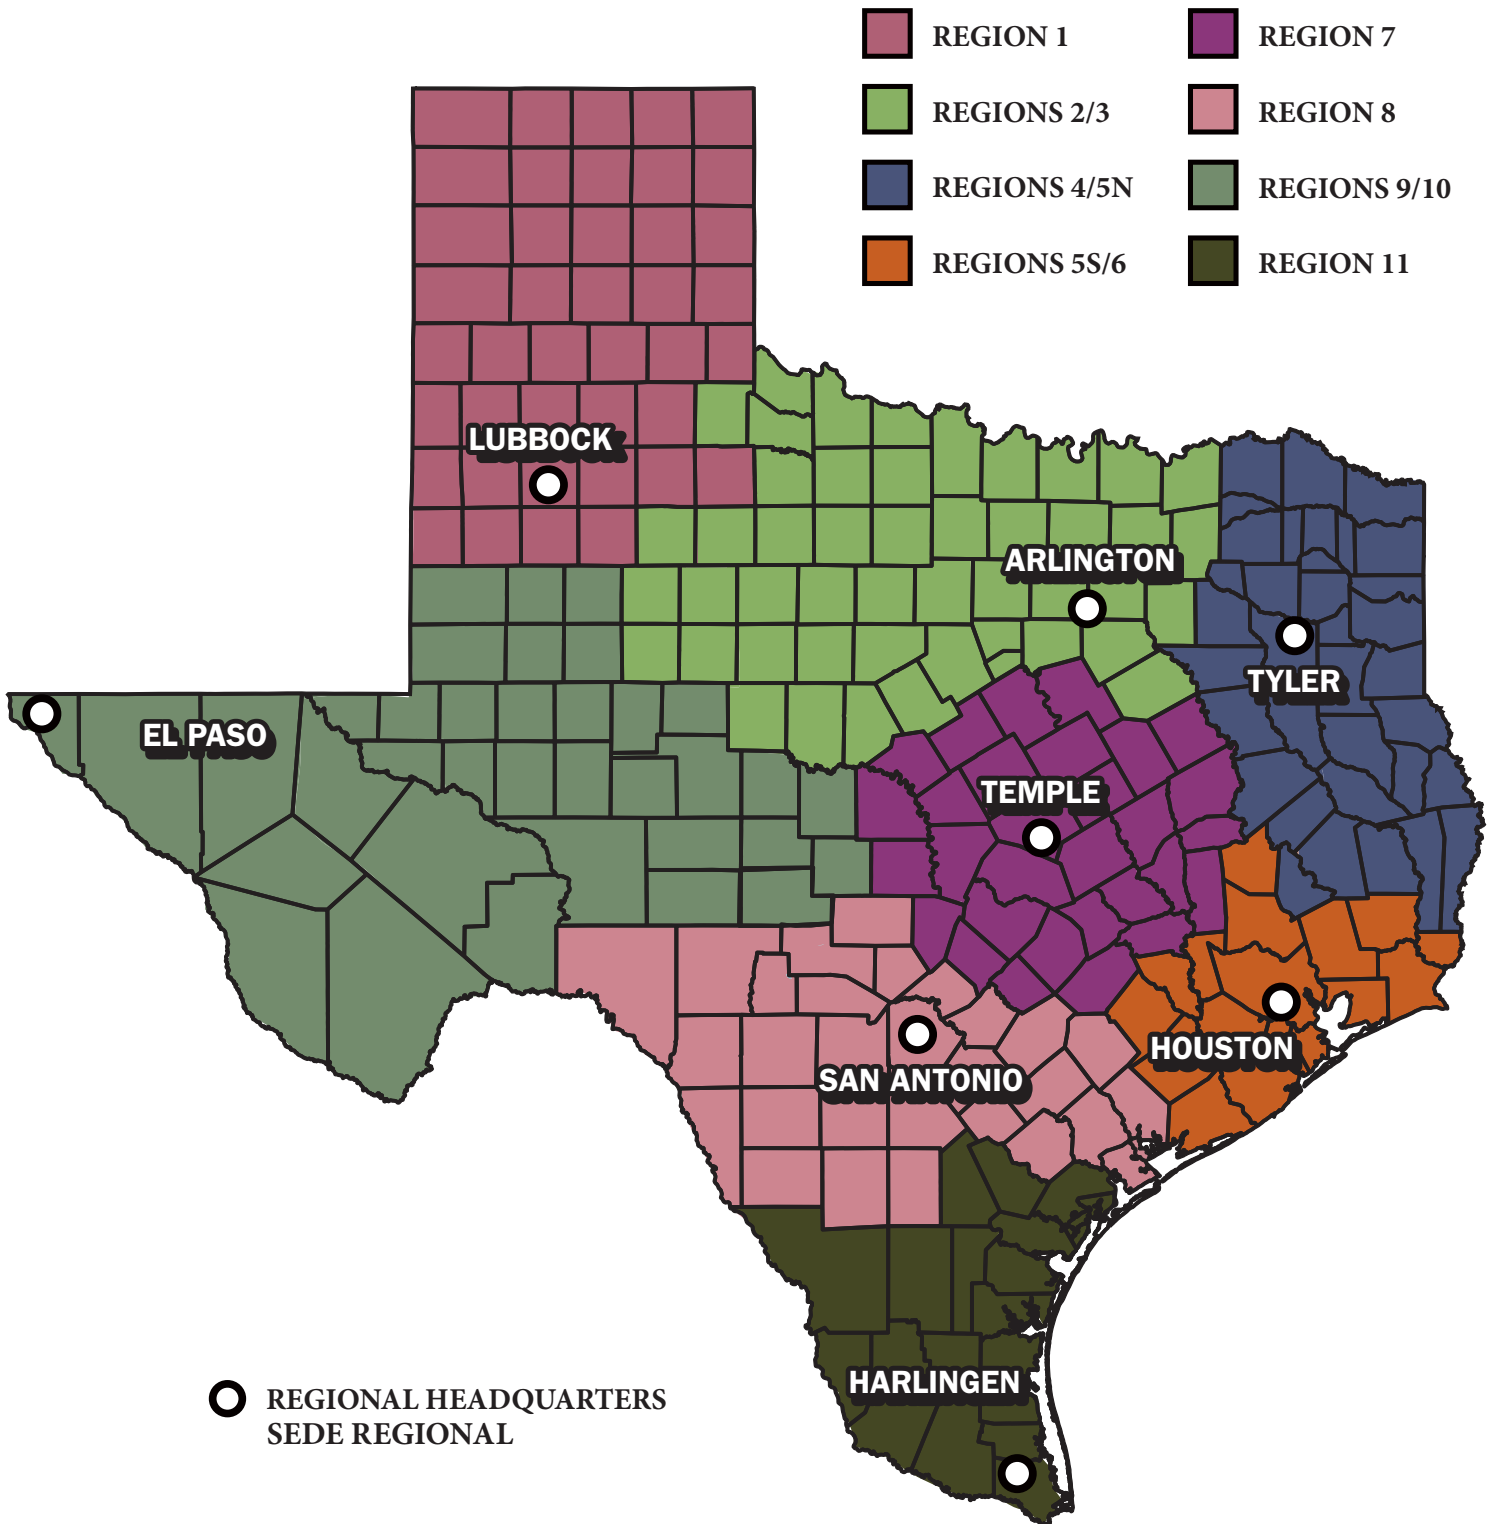 REGION 1
REGION 7
REGIONS 2/3
REGION 8
REGIONS 4/5N
REGIONS 9/10
REGIONS 5S/6
REGION 11
LUBBOCK
ARLINGTON
TYLER
EL PASO
TEMPLE
HOUSTON
SAN ANTONIO
HARLINGEN
REGIONAL HEADQUARTERS
SEDE REGIONAL